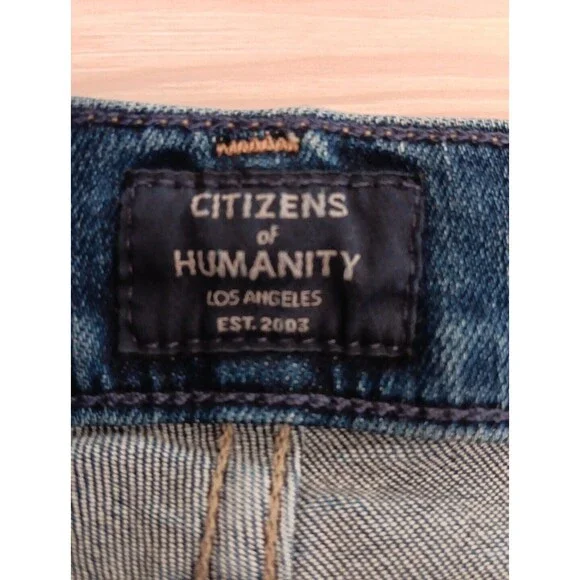 CITIZENS
of
HUMANITY
LOS ANGELES
EST. 2003